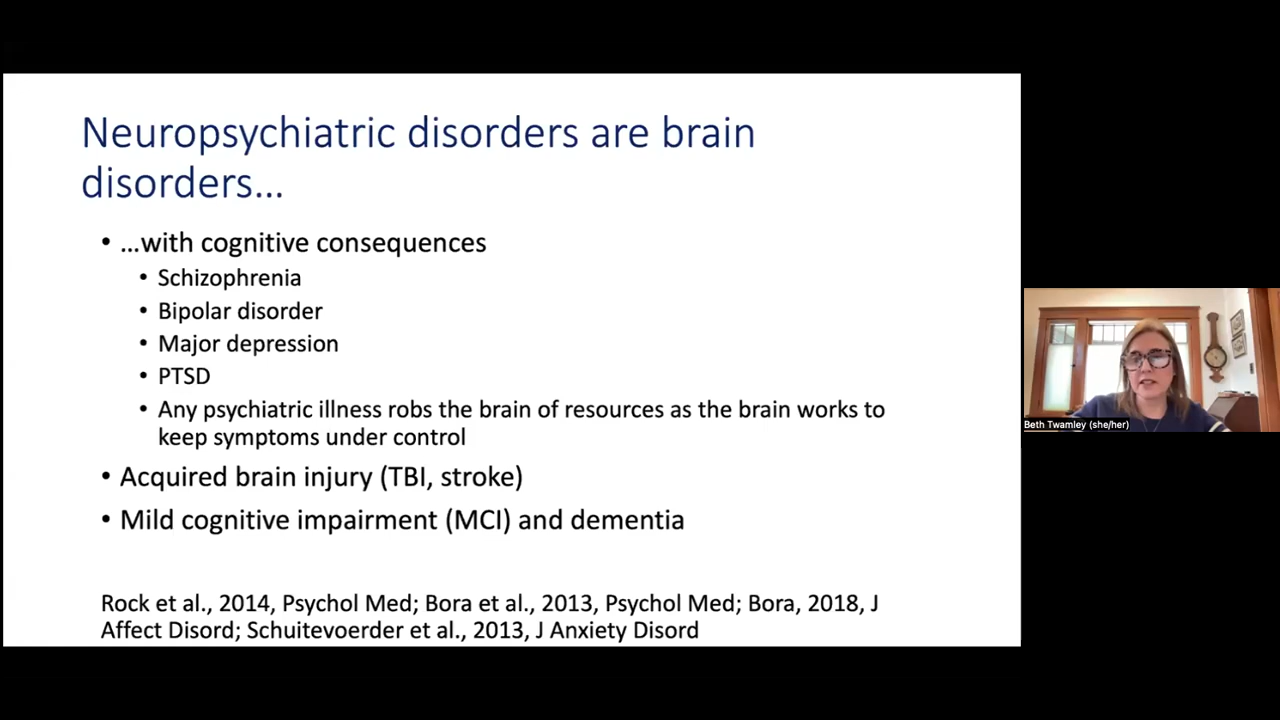 Neuropsychiatric disorders are brain
disorders…
• …with cognitive consequences
• Schizophrenia
• Bipolar disorder
• Major depression
• PTSD
• Any psychiatric illness robs the brain of resources as the brain works to
keep symptoms under control
• Acquired brain injury (TBI, stroke)
• Mild cognitive impairment (MCI) and dementia
Rock et al., 2014, Psychol Med; Bora et al., 2013, Psychol Med; Bora, 2018, J
Affect Disord; Schuitevoerder et al., 2013, J Anxiety Disord
Beth Twamley (she/her)